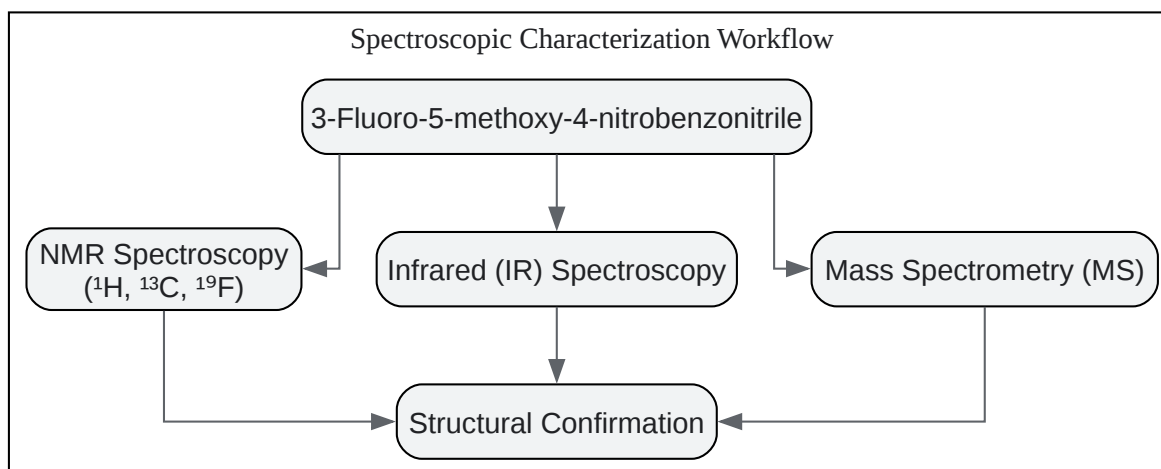 Spectroscopic Characterization Workflow
3-Fluoro-5-methoxy-4-nitrobenzonitrile
NMR Spectroscopy
(¹H, ¹³C, ¹⁹F)
Infrared (IR) Spectroscopy
Mass Spectrometry (MS)
Structural Confirmation